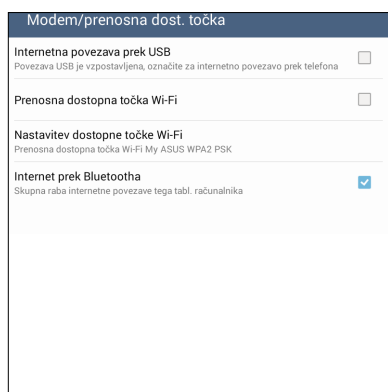 Modem/prenosna dost. točka
Internetna povezava prek USB
Povezava USB je vzpostavljena, označite za internetno povezavo prek telefona
Prenosna dostopna točka Wi-Fi
Nastavitev dostopne točke Wi-Fi
Prenosna dostopna točka Wi-Fi My ASUS WPA2 PSK
Internet prek Bluetootha
Skupna raba internetne povezave tega tabl. računalnika